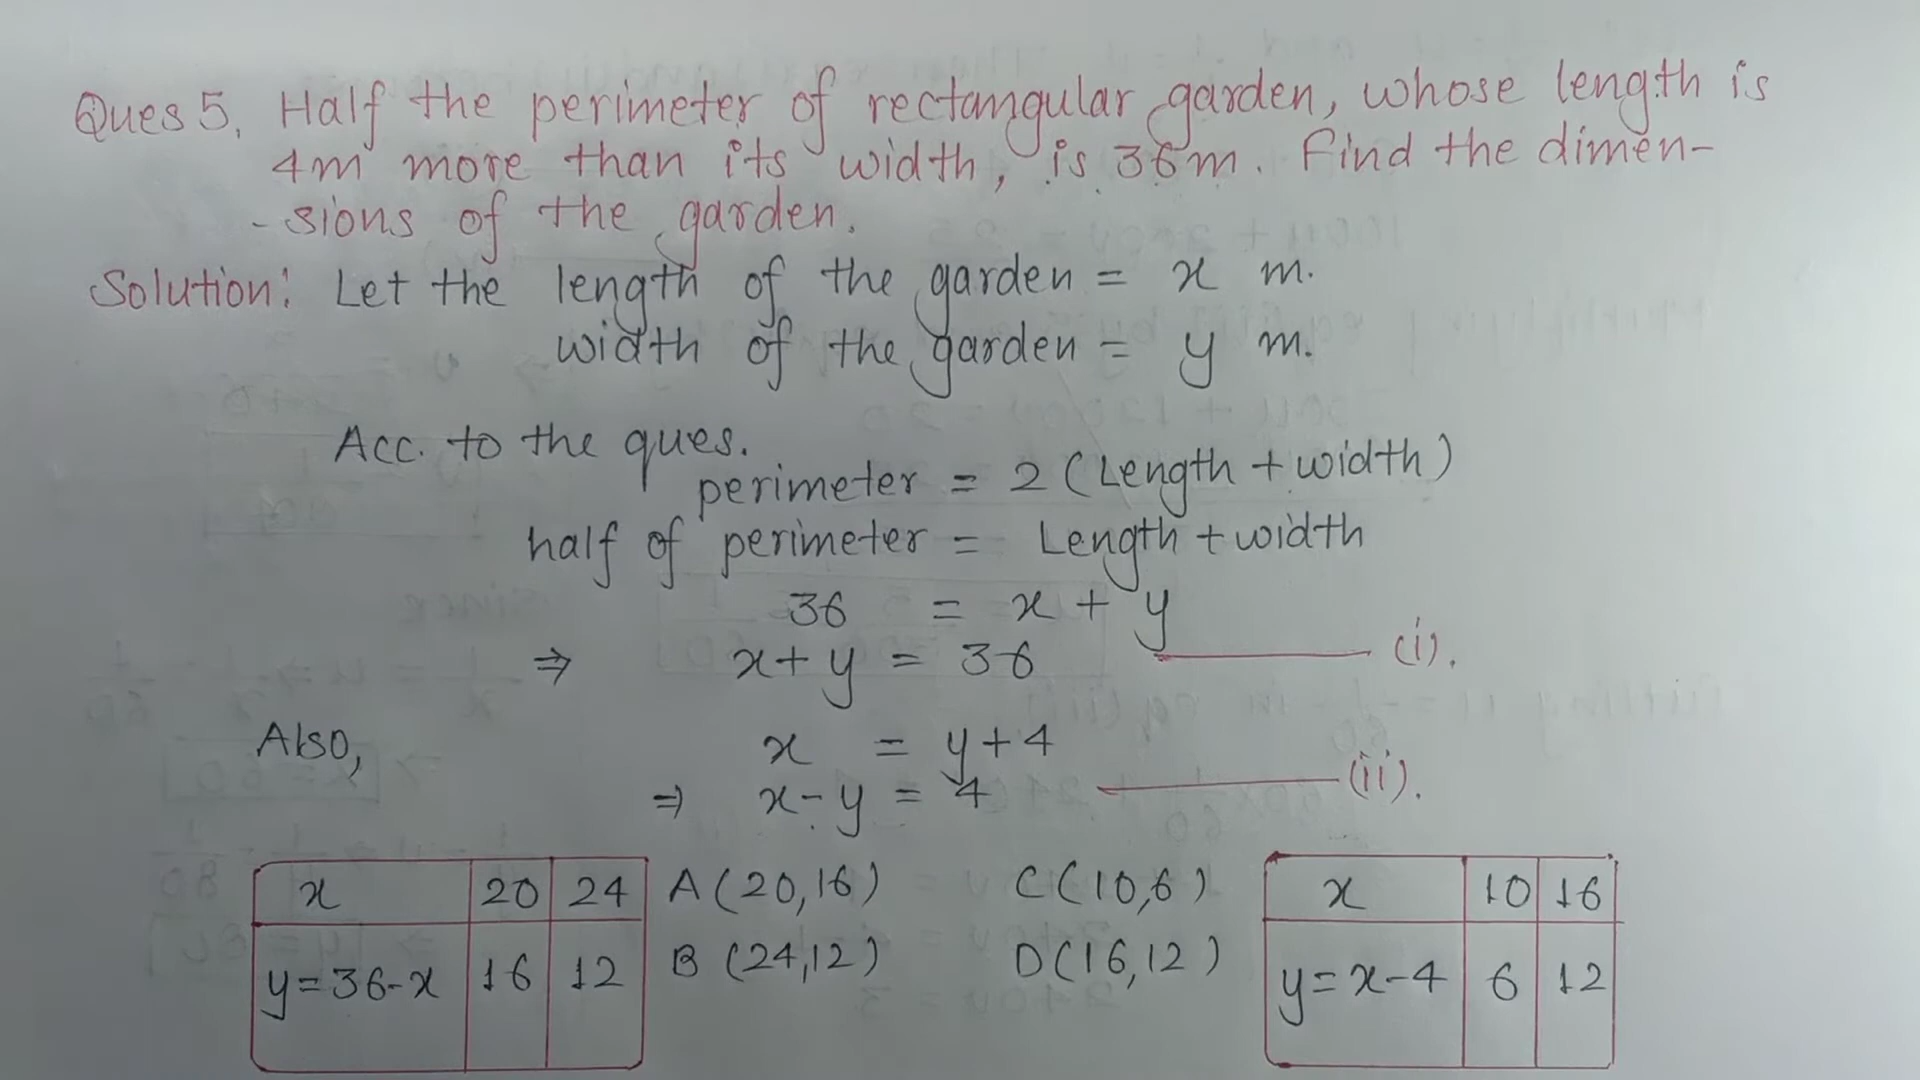 Ques 5. Half the perimeter of rectangular garden, whose length is
4m more than its width, is 36m. Find the dimen-
-sions of the garden.
Solution: Let the length of the garden = x m.
width of the garden = y m.
Acc. to the ques.
perimeter = 2 (Length + width)
half of perimeter = Length + width
36 = x + y
⇒ x + y = 36 (i).
Also, x = y + 4
⇒ x - y = 4 (ii).
x 20 24 A (20,16) C (10,6) x 10 16
y = 36-x 16 12 B (24,12) D (16,12) y = x-4 6 12